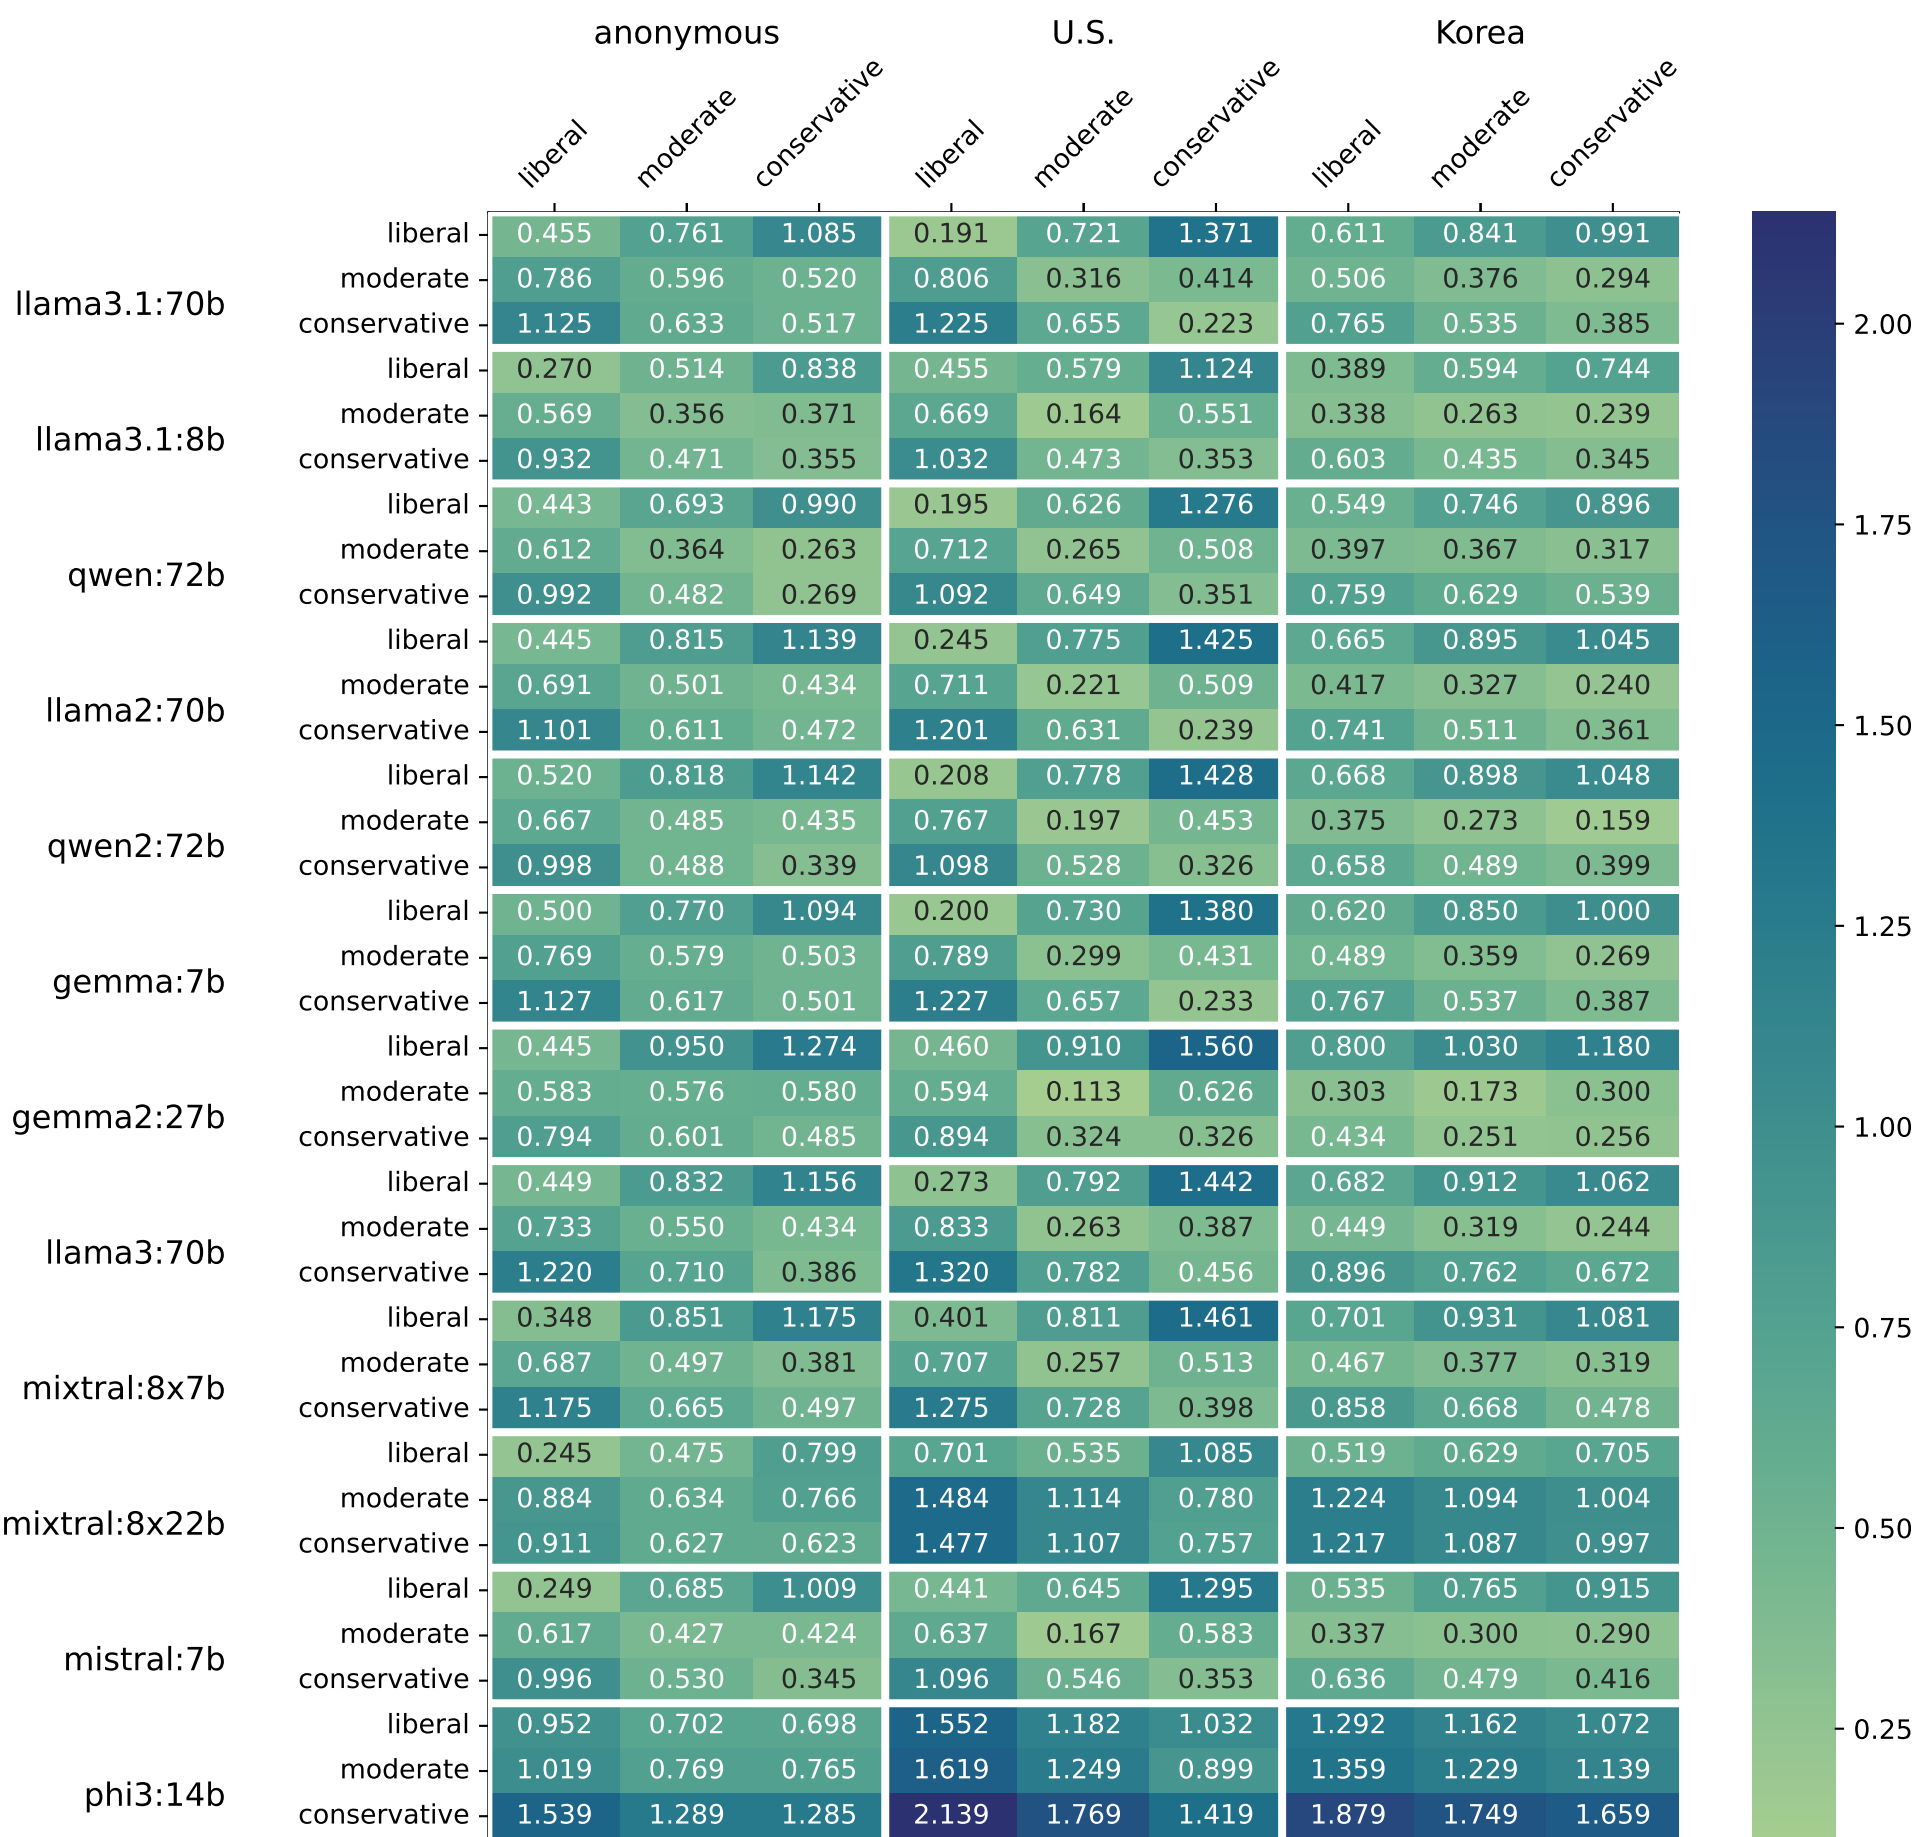 anonymous U.S. Korea
liberal moderate conservative liberal moderate conservative liberal moderate conservative
llama3.1:70b
liberal 0.455 0.761 1.085 0.191 0.721 1.371 0.611 0.841 0.991
moderate 0.786 0.596 0.520 0.806 0.316 0.414 0.506 0.376 0.294
conservative 1.125 0.633 0.517 1.225 0.655 0.223 0.765 0.535 0.385
llama3.1:8b
liberal 0.270 0.514 0.838 0.455 0.579 1.124 0.389 0.594 0.744
moderate 0.569 0.356 0.371 0.669 0.164 0.551 0.338 0.263 0.239
conservative 0.932 0.471 0.355 1.032 0.473 0.353 0.603 0.435 0.345
qwen:72b
liberal 0.443 0.693 0.990 0.195 0.626 1.276 0.549 0.746 0.896
moderate 0.612 0.364 0.263 0.712 0.265 0.508 0.397 0.367 0.317
conservative 0.992 0.482 0.269 1.092 0.649 0.351 0.759 0.629 0.539
llama2:70b
liberal 0.445 0.815 1.139 0.245 0.775 1.425 0.665 0.895 1.045
moderate 0.691 0.501 0.434 0.711 0.221 0.509 0.417 0.327 0.240
conservative 1.101 0.611 0.472 1.201 0.631 0.239 0.741 0.511 0.361
qwen2:72b
liberal 0.520 0.818 1.142 0.208 0.778 1.428 0.668 0.898 1.048
moderate 0.667 0.485 0.435 0.767 0.197 0.453 0.375 0.273 0.159
conservative 0.998 0.488 0.339 1.098 0.528 0.326 0.658 0.489 0.399
gemma:7b
liberal 0.500 0.770 1.094 0.200 0.730 1.380 0.620 0.850 1.000
moderate 0.769 0.579 0.503 0.789 0.299 0.431 0.489 0.359 0.269
conservative 1.127 0.617 0.501 1.227 0.657 0.233 0.767 0.537 0.387
gemma2:27b
liberal 0.445 0.950 1.274 0.460 0.910 1.560 0.800 1.030 1.180
moderate 0.583 0.576 0.580 0.594 0.113 0.626 0.303 0.173 0.300
conservative 0.794 0.601 0.485 0.894 0.324 0.326 0.434 0.251 0.256
llama3:70b
liberal 0.449 0.832 1.156 0.273 0.792 1.442 0.682 0.912 1.062
moderate 0.733 0.550 0.434 0.833 0.263 0.387 0.449 0.319 0.244
conservative 1.220 0.710 0.386 1.320 0.782 0.456 0.896 0.762 0.672
mixtral:8x7b
liberal 0.348 0.851 1.175 0.401 0.811 1.461 0.701 0.931 1.081
moderate 0.687 0.497 0.381 0.707 0.257 0.513 0.467 0.377 0.319
conservative 1.175 0.665 0.497 1.275 0.728 0.398 0.858 0.668 0.478
mixtral:8x22b
liberal 0.245 0.475 0.799 0.701 0.535 1.085 0.519 0.629 0.705
moderate 0.884 0.634 0.766 1.484 1.114 0.780 1.224 1.094 1.004
conservative 0.911 0.627 0.623 1.477 1.107 0.757 1.217 1.087 0.997
mistral:7b
liberal 0.249 0.685 1.009 0.441 0.645 1.295 0.535 0.765 0.915
moderate 0.617 0.427 0.424 0.637 0.167 0.583 0.337 0.300 0.290
conservative 0.996 0.530 0.345 1.096 0.546 0.353 0.636 0.479 0.416
phi3:14b
liberal 0.952 0.702 0.698 1.552 1.182 1.032 1.292 1.162 1.072
moderate 1.019 0.769 0.765 1.619 1.249 0.899 1.359 1.229 1.139
conservative 1.539 1.289 1.285 2.139 1.769 1.419 1.879 1.749 1.659
2.00
1.75
1.50
1.25
1.00
0.75
0.50
0.25